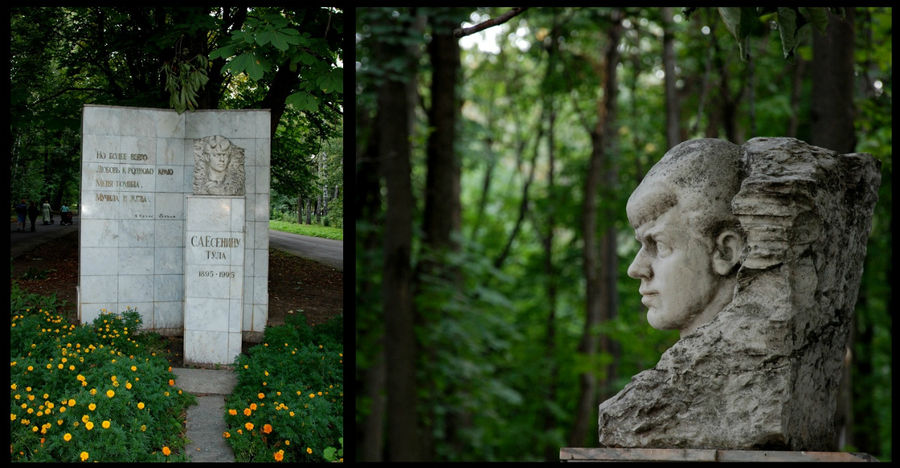 Но более всего
Любовь к родному краю
Меня томила,
Мучила и жгла.
С.А.Есенину
Тула
1895-1995